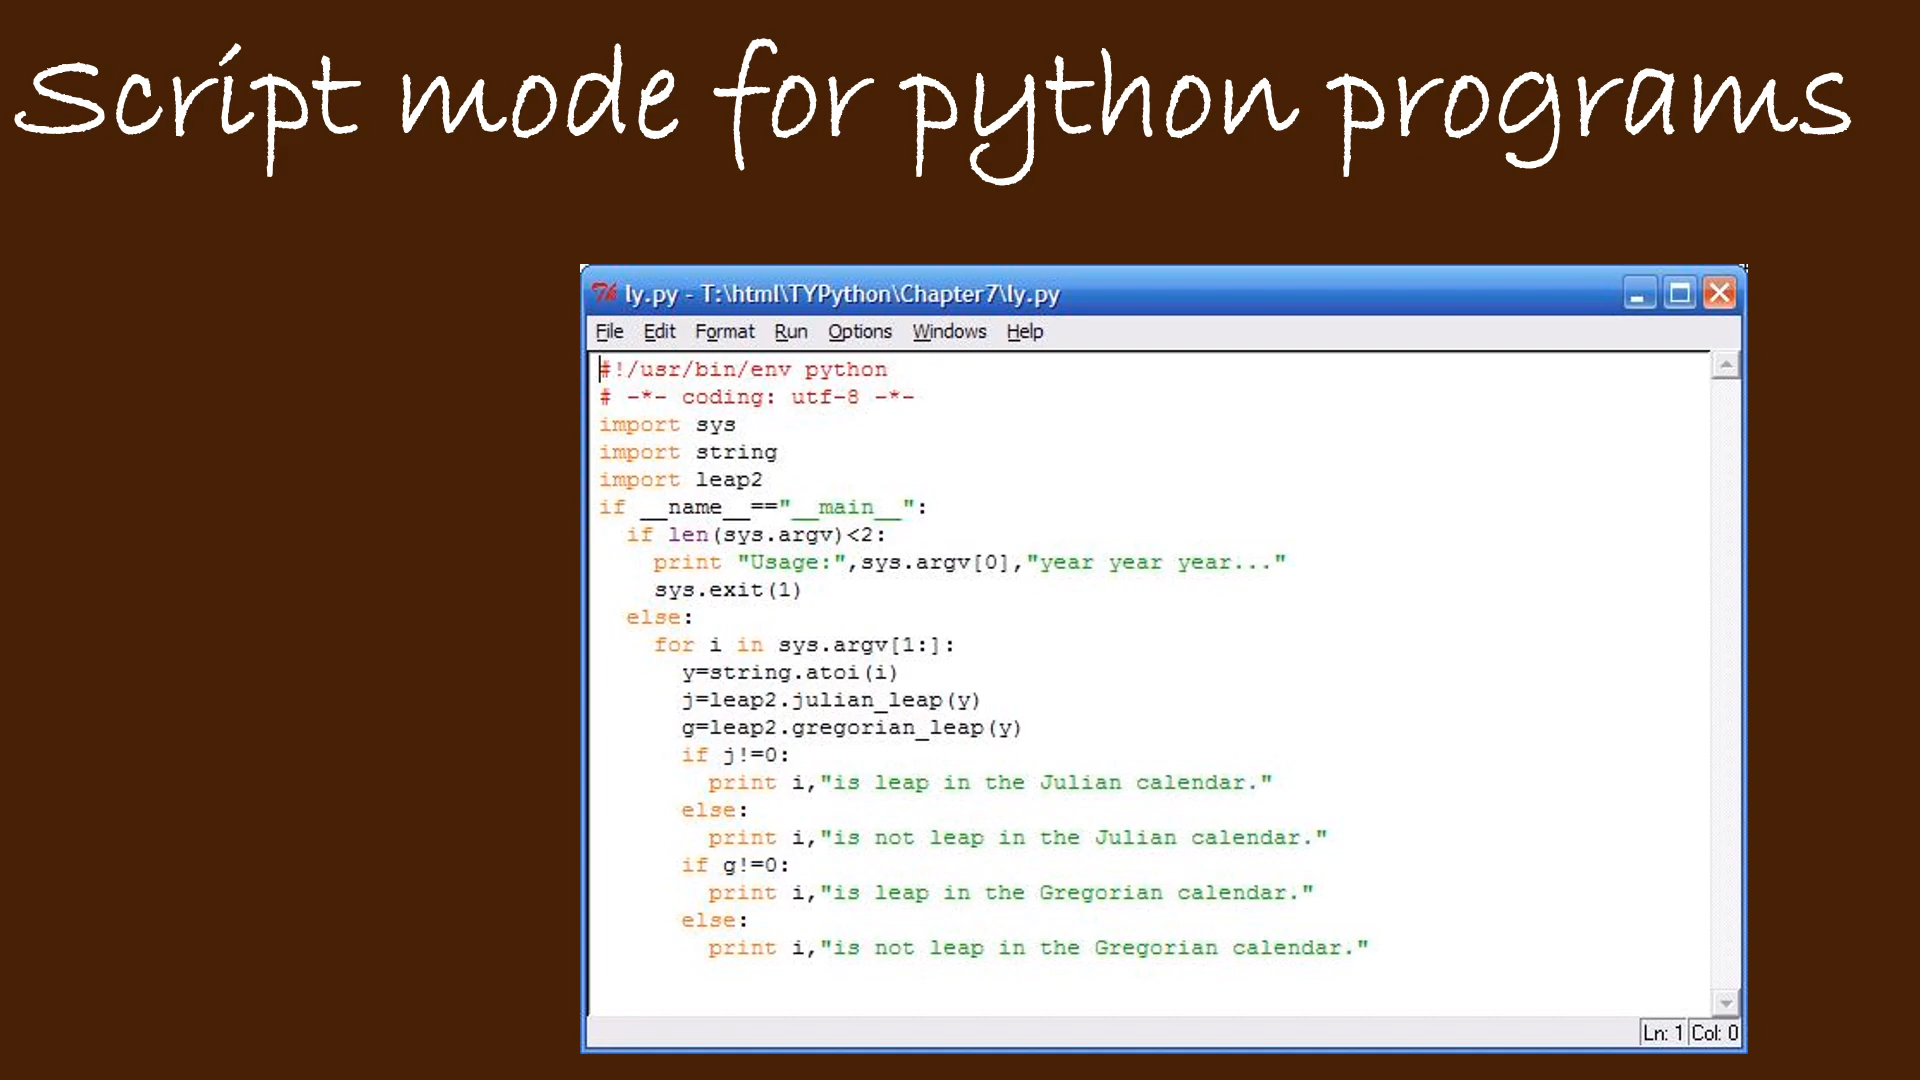 Script mode for python programs
ly.py - T:\html\TYPython\Chapter7\ly.py
File Edit Format Run Options Windows Help
#!/usr/bin/env python
# -*- coding: utf-8 -*-
import sys
import string
import leap2
if __name__=="__main__":
  if len(sys.argv)<2:
    print "Usage:",sys.argv[0],"year year year..."
    sys.exit(1)
  else:
    for i in sys.argv[1:]:
      y=string.atoi(i)
      j=leap2.julian_leap(y)
      g=leap2.gregorian_leap(y)
      if j!=0:
        print i,"is leap in the Julian calendar."
      else:
        print i,"is not leap in the Julian calendar."
      if g!=0:
        print i,"is leap in the Gregorian calendar."
      else:
        print i,"is not leap in the Gregorian calendar."
Ln: 1 Col: 0